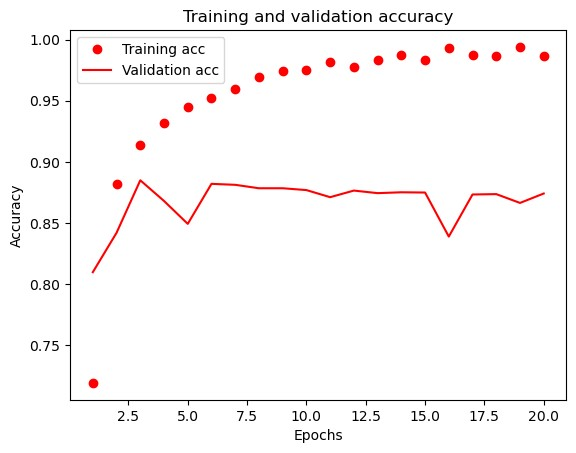 Training and validation accuracy
Training acc
Validation acc
1.00
0.95
0.90
0.85
0.80
0.75
Accuracy
2.5 5.0 7.5 10.0 12.5 15.0 17.5 20.0
Epochs